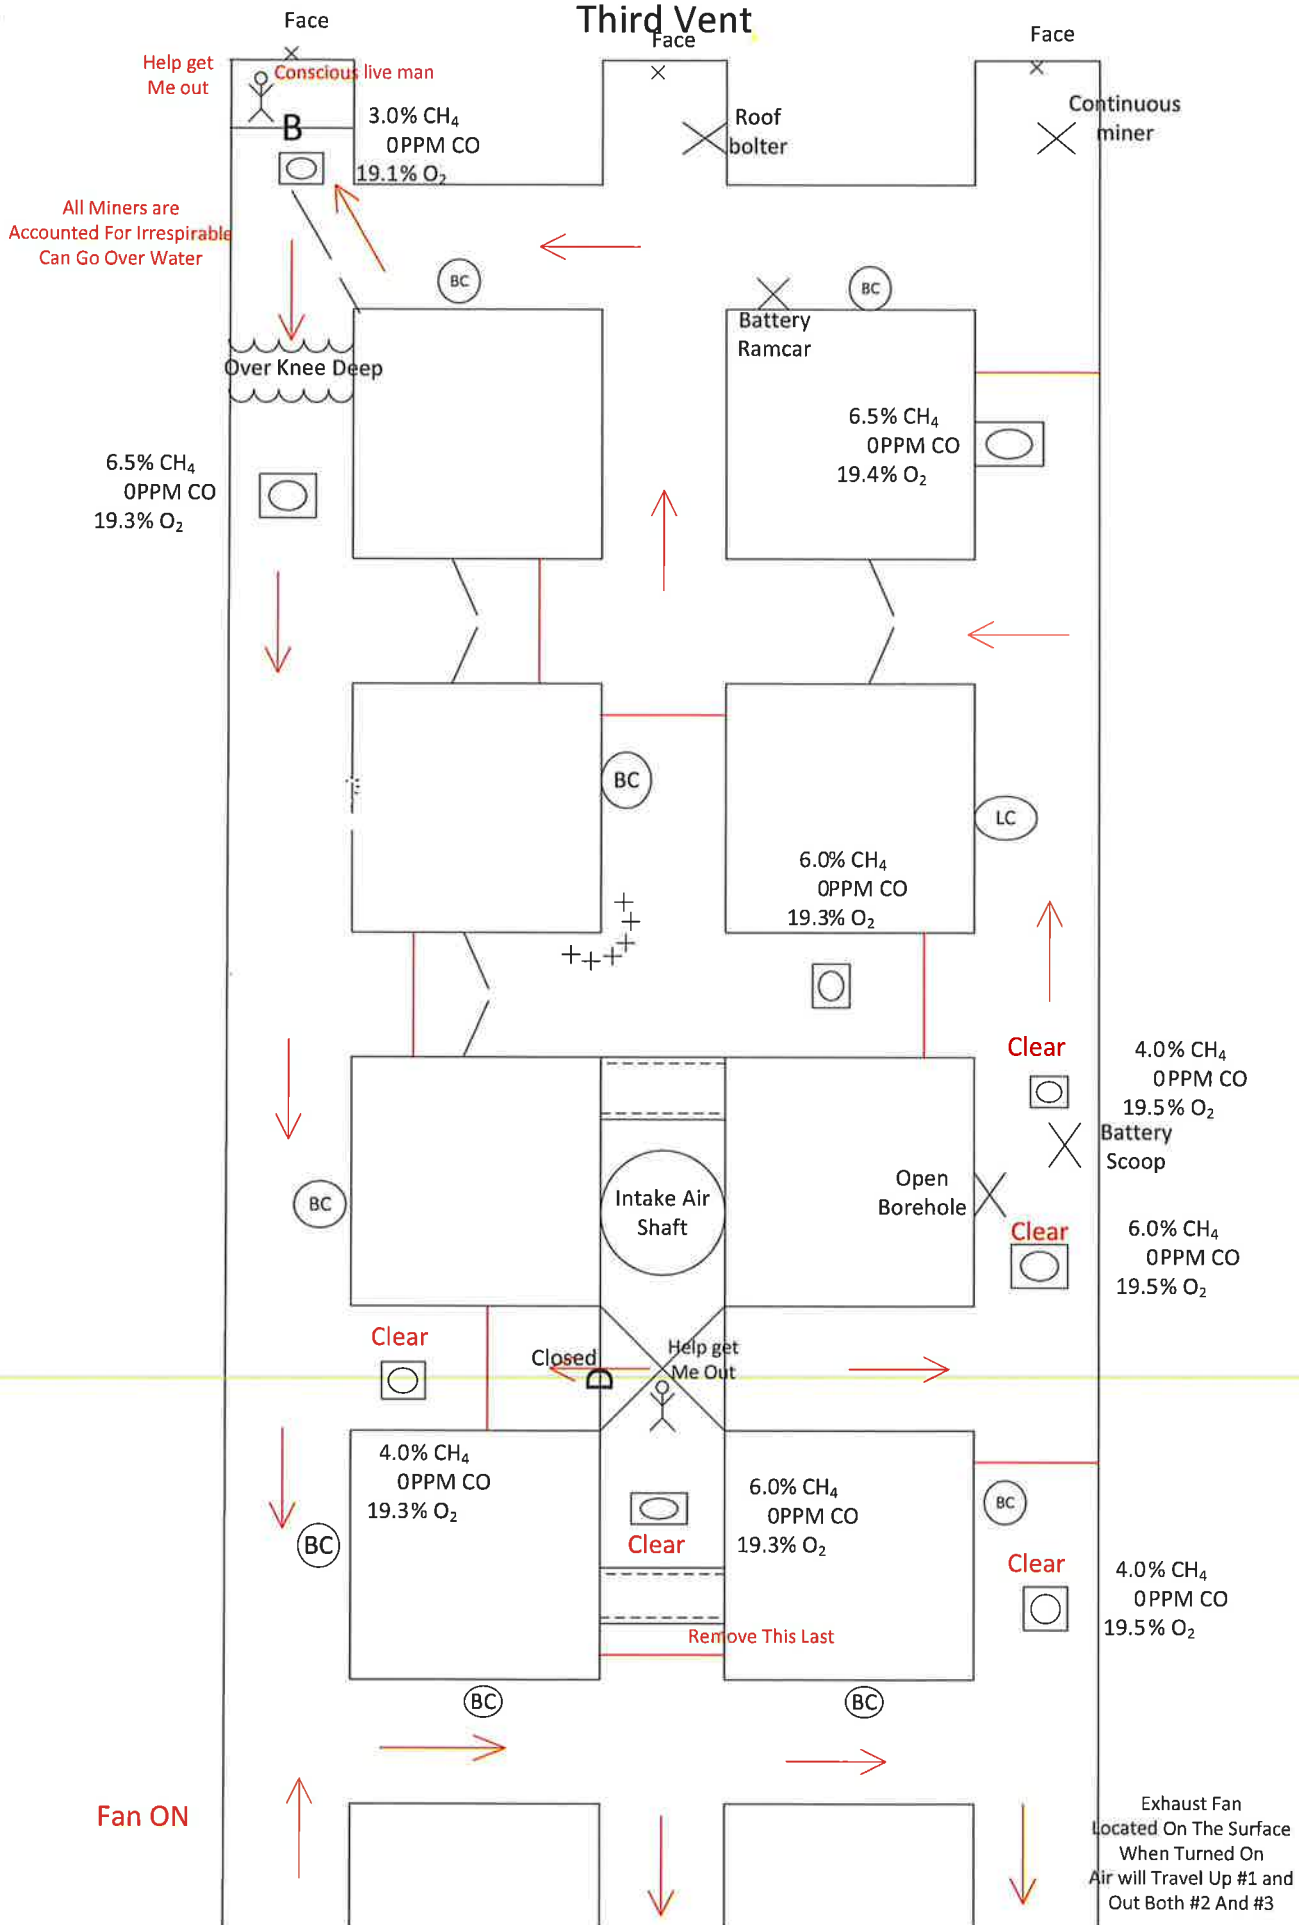 Third Vent
Face
Face
Face
Help get
Me out
Conscious live man
B
3.0% CH₄
0PPM CO
19.1% O₂
Roof
bolter
Continuous
miner
All Miners are
Accounted For Irrespirable
Can Go Over Water
BC
BC
Battery
Ramcar
Over Knee Deep
6.5% CH₄
0PPM CO
19.4% O₂
6.5% CH₄
0PPM CO
19.3% O₂
BC
LC
6.0% CH₄
0PPM CO
19.3% O₂
Clear
4.0% CH₄
0PPM CO
19.5% O₂
Battery
Scoop
Intake Air
Shaft
Open
Borehole
BC
Clear
6.0% CH₄
0PPM CO
19.5% O₂
Clear
Closed
D
Help get
Me Out
4.0% CH₄
0PPM CO
19.3% O₂
6.0% CH₄
0PPM CO
19.3% O₂
Clear
BC
BC
Clear
4.0% CH₄
0PPM CO
19.5% O₂
Remove This Last
BC
BC
Fan ON
Exhaust Fan
Located On The Surface
When Turned On
Air will Travel Up #1 and
Out Both #2 And #3